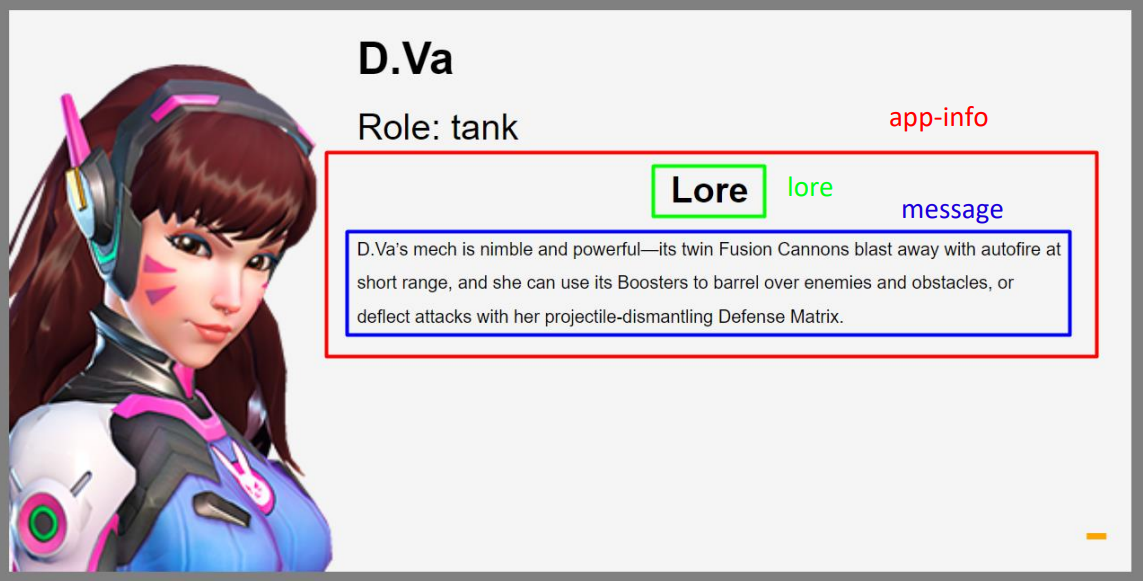 D.Va
Role: tank
app-info
Lore
lore
message
D.Va’s mech is nimble and powerful—its twin Fusion Cannons blast away with autofire at
short range, and she can use its Boosters to barrel over enemies and obstacles, or
deflect attacks with her projectile-dismantling Defense Matrix.